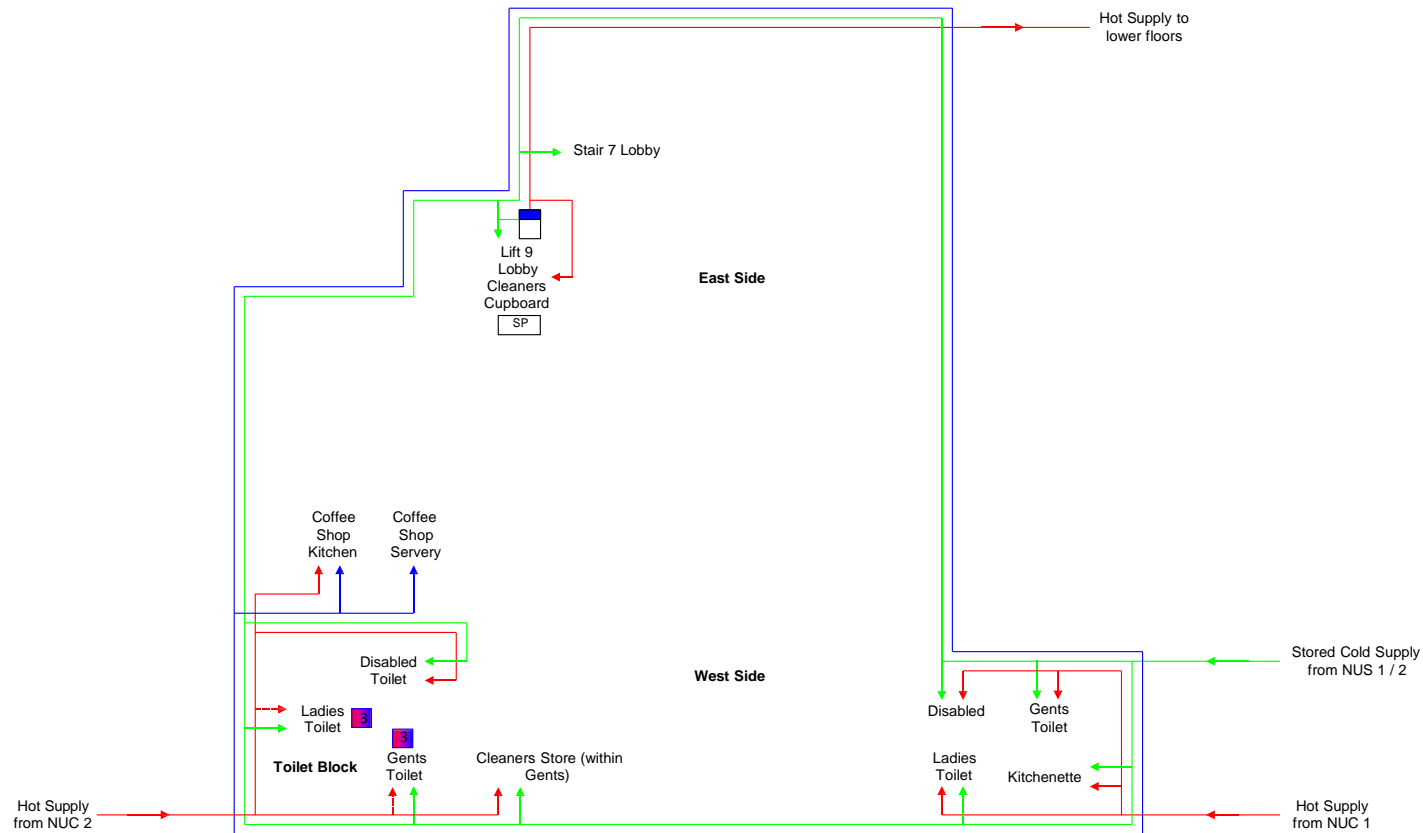 Hot Supply to
lower floors
Stair 7 Lobby
Lift 9
Lobby
Cleaners
Cupboard
SP
East Side
Coffee
Shop
Kitchen
Coffee
Shop
Servery
Disabled
Toilet
West Side
Stored Cold Supply
from NUS 1 / 2
Ladies
Toilet
3
3
Disabled
Gents
Toilet
Toilet Block
Gents
Toilet
Cleaners Store (within
Gents)
Ladies
Toilet
Kitchenette
Hot Supply
from NUC 2
Hot Supply
from NUC 1